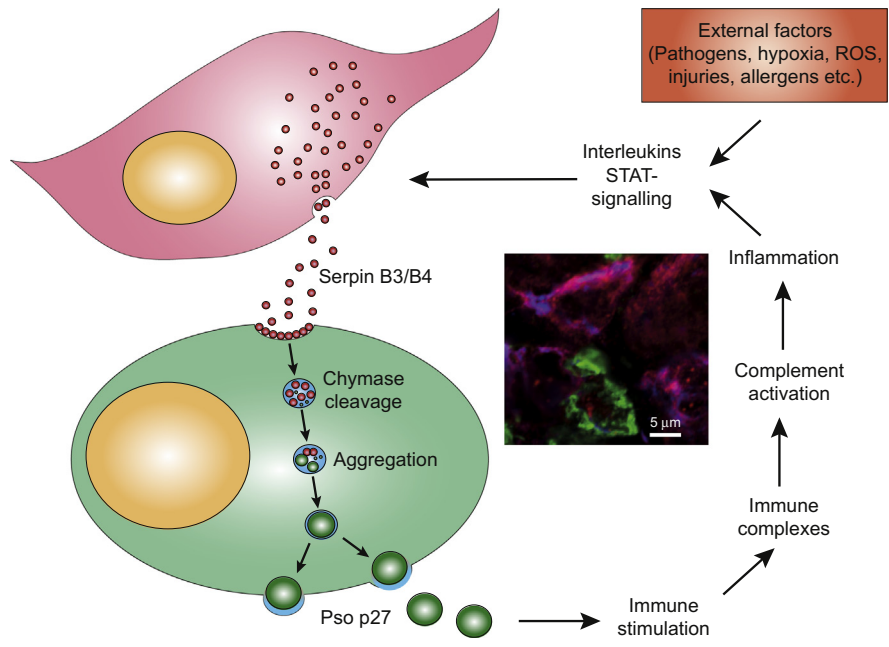 External factors
(Pathogens, hypoxia, ROS,
injuries, allergens etc.)
Interleukins
STAT-
signalling
Inflammation
Serpin B3/B4
Complement
activation
Chymase
cleavage
5 μm
Aggregation
Immune
complexes
Pso p27
Immune
stimulation